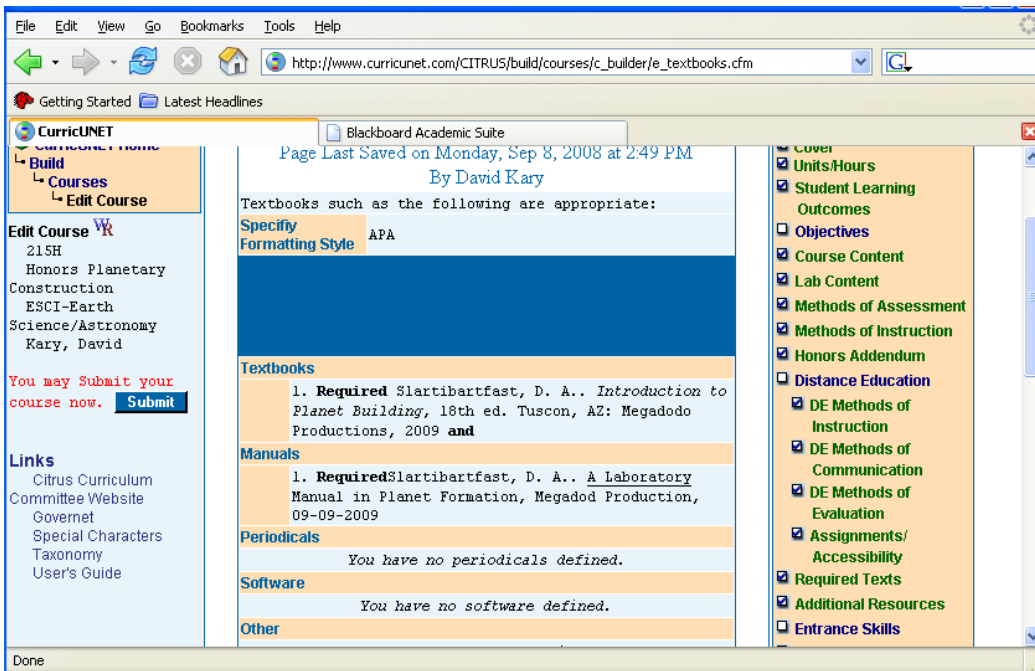 File Edit View Go Bookmarks Tools Help
http://www.curricunet.com/CITRUS/build/courses/c_builder/e_textbooks.cfm
G
Getting Started Latest Headlines
CurricUNET Blackboard Academic Suite
CurricUNET Home
Build
Courses
Edit Course
Edit Course WR
215H
Honors Planetary
Construction
ESCI-Earth
Science/Astronomy
Kary, David
You may Submit your
course now. Submit
Links
Citrus Curriculum
Committee Website
Governet
Special Characters
Taxonomy
User's Guide
Page Last Saved on Monday, Sep 8, 2008 at 2:49 PM
By David Kary
Textbooks such as the following are appropriate:
Specifiy
Formatting Style APA
Textbooks
1. Required Slartibartfast, D. A.. Introduction to
Planet Building, 18th ed. Tuscon, AZ: Megadodo
Productions, 2009 and
Manuals
1. RequiredSlartibartfast, D. A.. A Laboratory
Manual in Planet Formation, Megadod Production,
09-09-2009
Periodicals
You have no periodicals defined.
Software
You have no software defined.
Other
Cover
Units/Hours
Student Learning
Outcomes
Objectives
Course Content
Lab Content
Methods of Assessment
Methods of Instruction
Honors Addendum
Distance Education
DE Methods of
Instruction
DE Methods of
Communication
DE Methods of
Evaluation
Assignments/
Accessibility
Required Texts
Additional Resources
Entrance Skills
Done